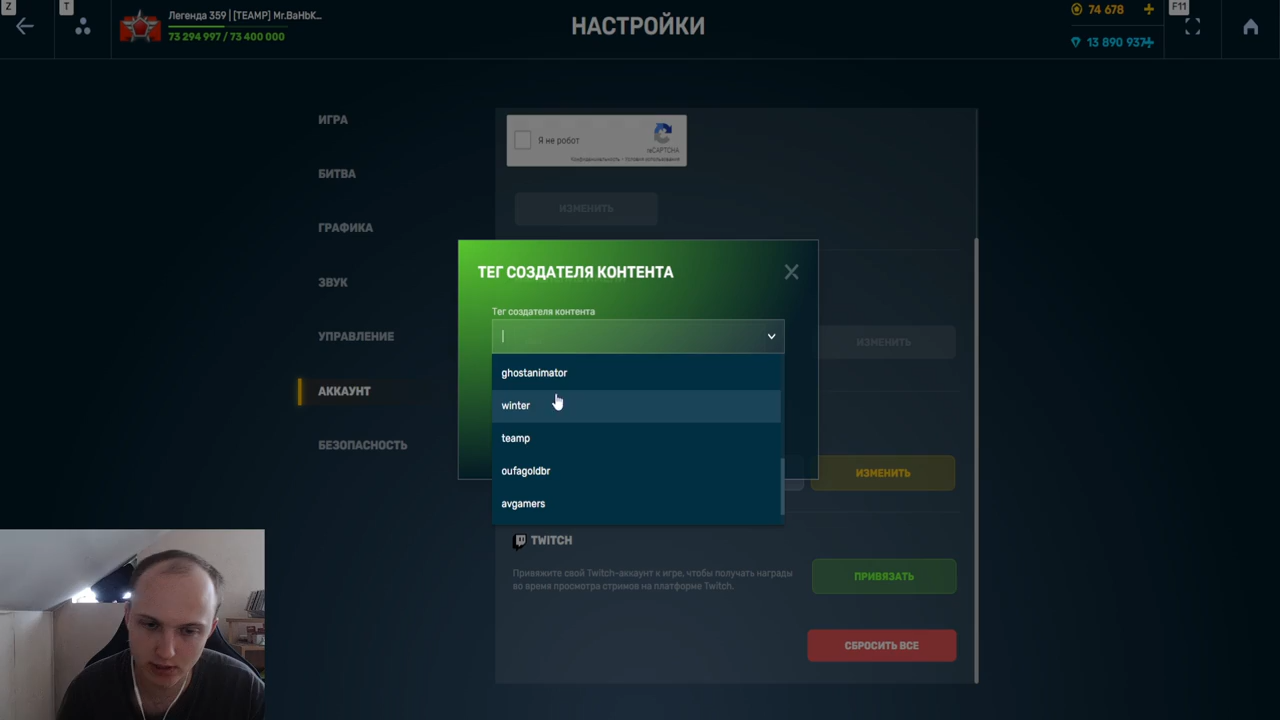 Z
T
Легенда 359 | [TEAMP] Mr.BaHbK...
73 294 997 / 73 400 000
НАСТРОЙКИ
74 678
13 890 937
F11
ИГРА
БИТВА
ГРАФИКА
ЗВУК
УПРАВЛЕНИЕ
АККАУНТ
БЕЗОПАСНОСТЬ
Я не робот
reCAPTCHA
Конфиденциальность - Условия использования
ИЗМЕНИТЬ
ТЕГ СОЗДАТЕЛЯ КОНТЕНТА
Тег создателя контента
ghostanimator
winter
teamp
oufagoldbr
avgamers
ИЗМЕНИТЬ
ИЗМЕНИТЬ
TWITCH
Привяжите свой Twitch-аккаунт к игре, чтобы получать награды
во время просмотра стримов на платформе Twitch.
ПРИВЯЗАТЬ
СБРОСИТЬ ВСЕ